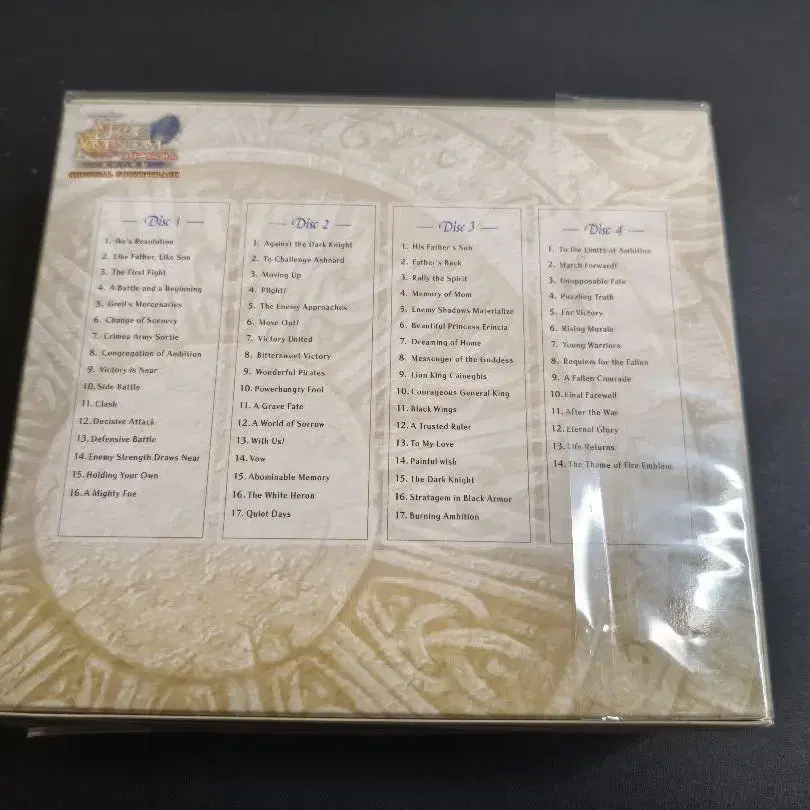 FIRE EMBLEM
ORIGINAL SOUNDTRACK
Disc 1
1. Ike's Resolution
2. Like Father, Like Son
3. The First Fight
4. A Battle and a Beginning
5. Greil's Mercenaries
6. Change of Scenery
7. Crimea Army Sortie
8. Congregation of Ambition
9. Victory is Near
10. Side Battle
11. Clash
12. Decisive Attack
13. Defensive Battle
14. Enemy Strength Draws Near
15. Holding Your Own
16. A Mighty Foe
Disc 2
1. Against the Dark Knight
2. To Challenge Ashnard
3. Moving Up
4. Plight!
5. The Enemy Approaches
6. Move Out!
7. Victory United
8. Bittersweet Victory
9. Wonderful Pirates
10. Powerhungry Fool
11. A Grave Fate
12. A World of Sorrow
13. With Us!
14. Vow
15. Abominable Memory
16. The White Heron
17. Quiet Days
Disc 3
1. His Father's Son
2. Father's Back
3. Rally the Spirit
4. Memory of Mom
5. Enemy Shadows Materialize
6. Beautiful Princess Erincia
7. Dreaming of Home
8. Messenger of the Goddess
9. Lion King Caineghis
10. Courageous General King
11. Black Wings
12. A Trusted Ruler
13. To My Love
14. Painful wish
15. The Dark Knight
16. Stratagem in Black Armor
17. Burning Ambition
Disc 4
1. To the Limits of Ambition
2. March Forward!
3. Unopposable Fate
4. Puzzling Truth
5. For Victory
6. Rising Morale
7. Young Warriors
8. Requiem for the Fallen
9. A Fallen Comrade
10. Final Farewell
11. After the War
12. Eternal Glory
13. Life Returns
14. The Theme of Fire Emblem